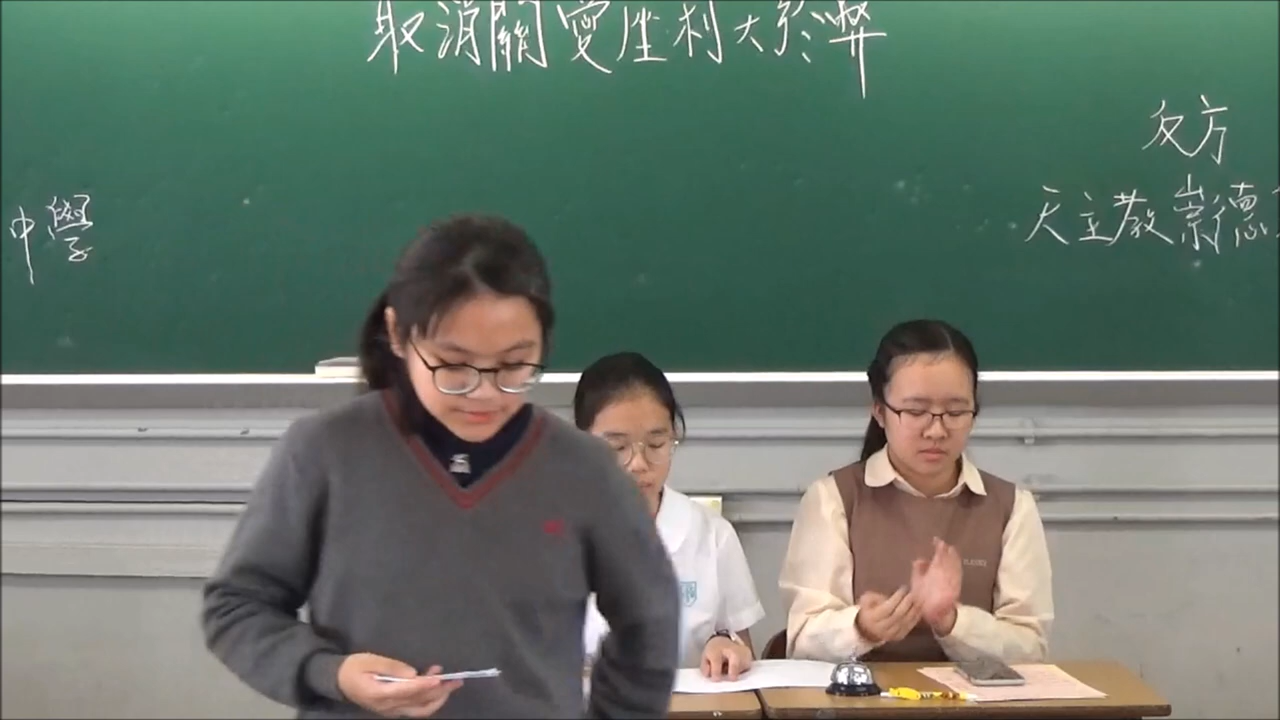 取消關愛座利大於弊
反方
中學
天主教崇德